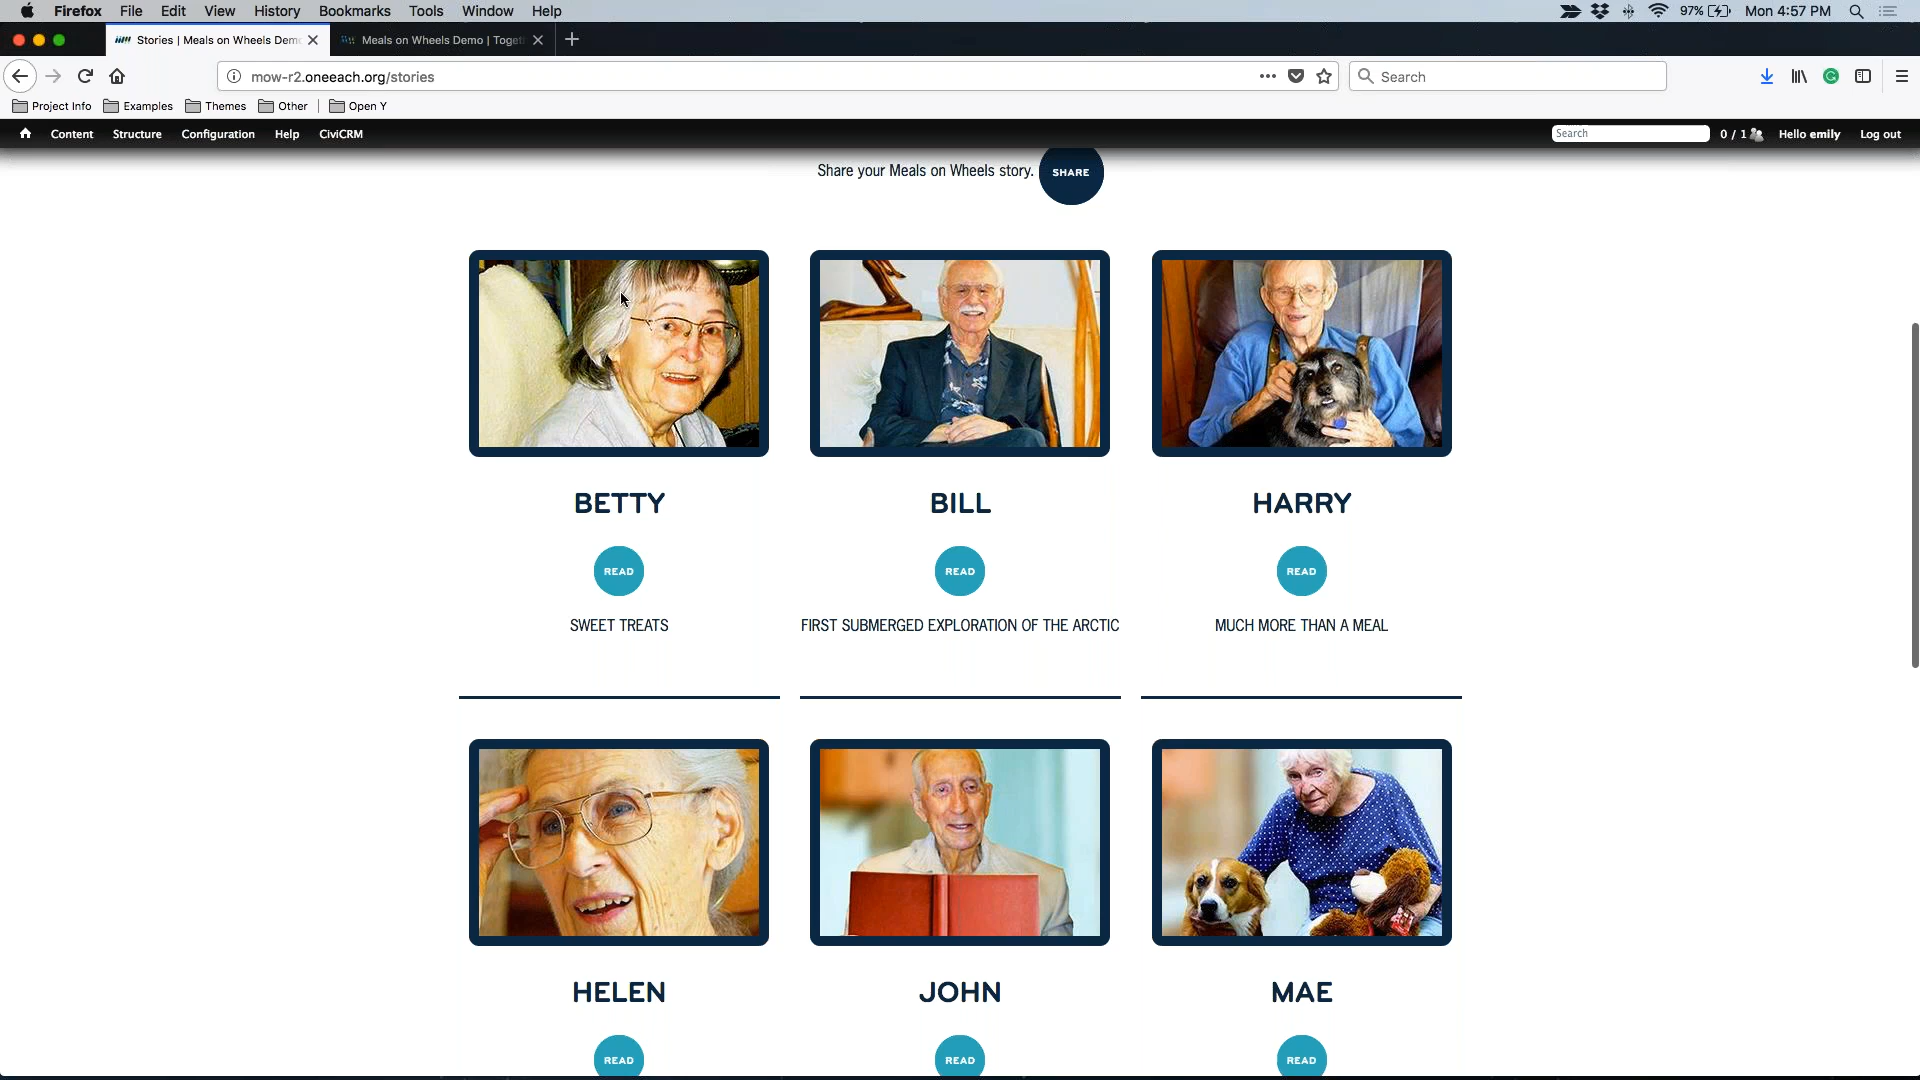 Firefox File Edit View History Bookmarks Tools Window Help 97% Mon 4:57 PM
Stories | Meals on Wheels Dem Meals on Wheels Demo | Toget
mow-r2.oneeach.org/stories Search
Project Info Examples Themes Other Open Y
Content Structure Configuration Help CiviCRM Search 0 / 1 Hello emily Log out
Share your Meals on Wheels story. SHARE
BETTY BILL HARRY
READ READ READ
SWEET TREATS FIRST SUBMERGED EXPLORATION OF THE ARCTIC MUCH MORE THAN A MEAL
HELEN JOHN MAE
READ READ READ